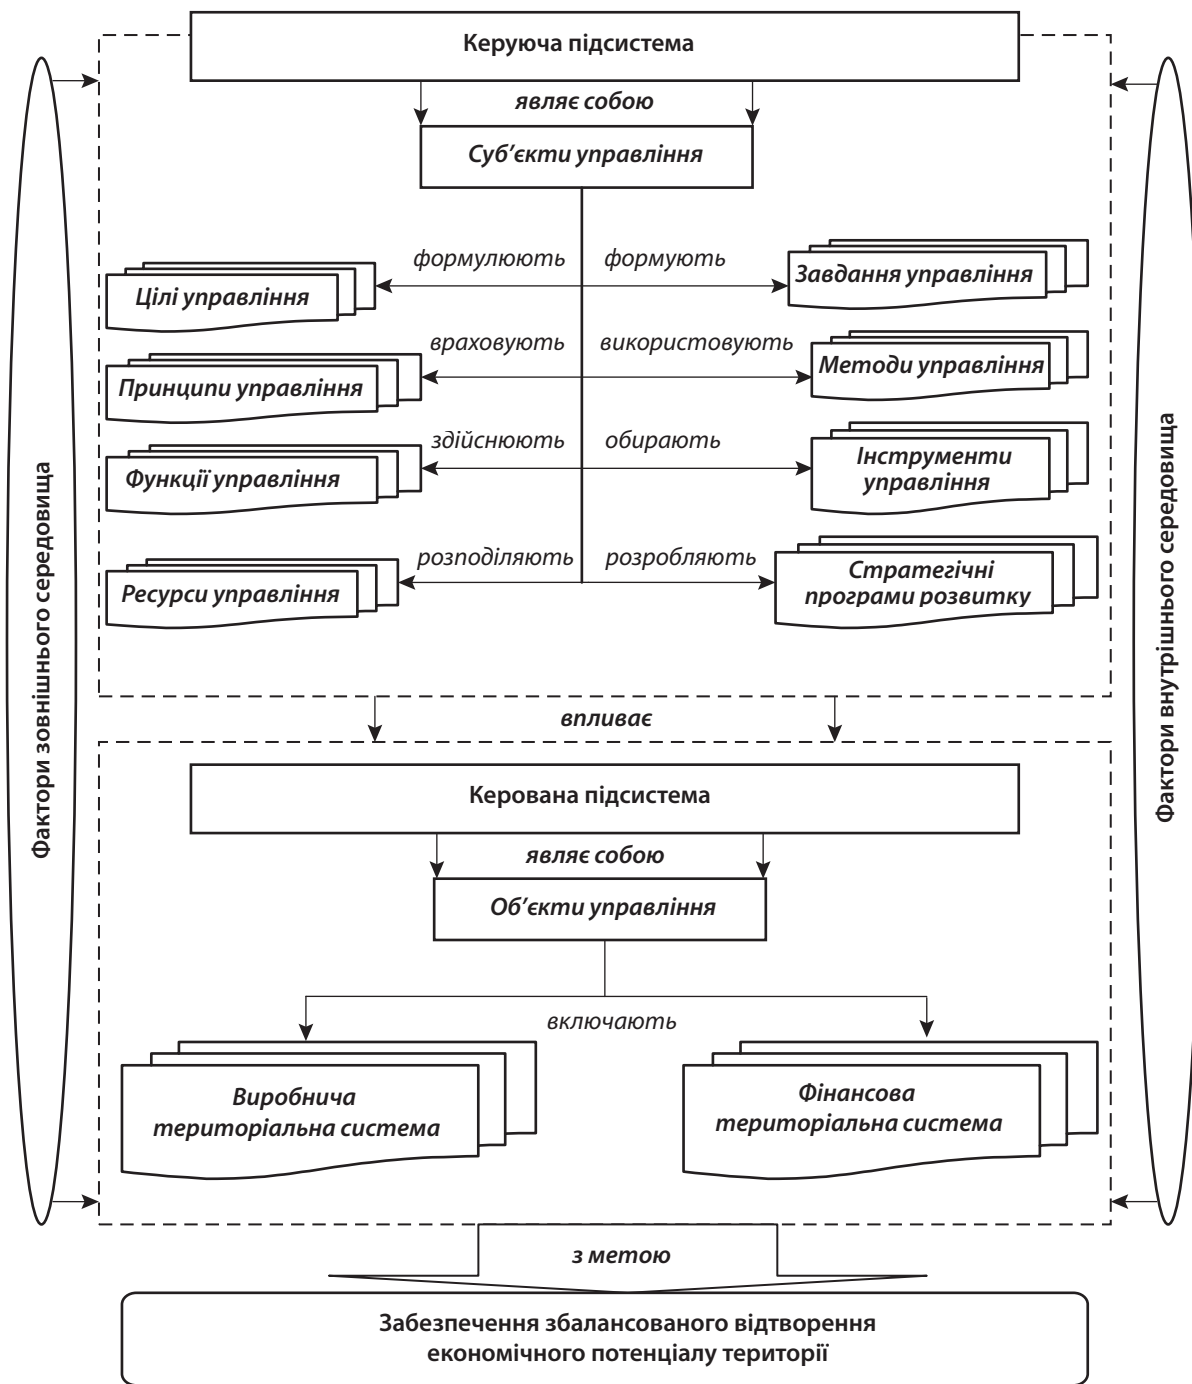 Керуюча підсистема
являє собою
Суб’єкти управління
формулюють
формують
Цілі управління
Завдання управління
враховують
використовують
Принципи управління
Методи управління
здійснюють
обирають
Функції управління
Інструменти
управління
розподіляють
розробляють
Ресурси управління
Стратегічні
програми розвитку
Фактори зовнішнього середовища
Фактори внутрішнього середовища
впливає
Керована підсистема
являє собою
Об’єкти управління
включають
Виробнича
територіальна система
Фінансова
територіальна система
з метою
Забезпечення збалансованого відтворення
економічного потенціалу території